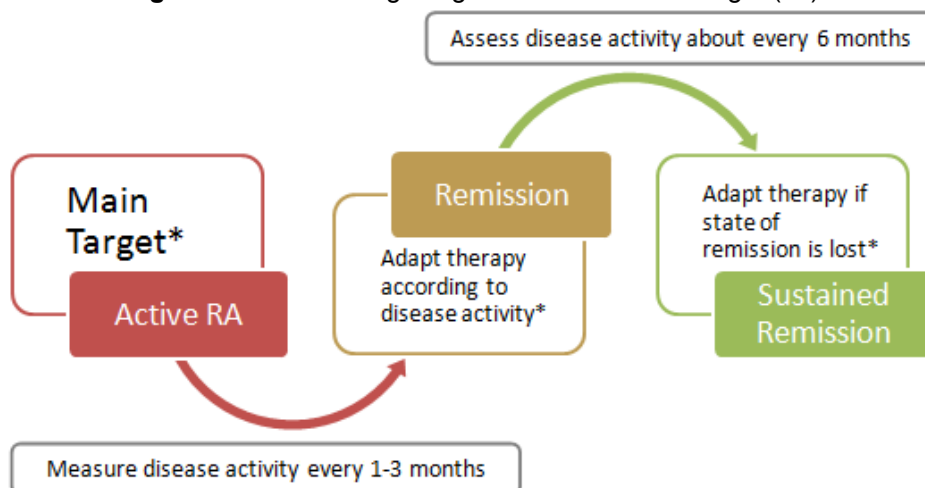 Assess disease activity about every 6 months
Main
Target*
Active RA
Remission
Adapt therapy
according to
disease activity*
Adapt therapy if
state of
remission is lost*
Sustained
Remission
Measure disease activity every 1-3 months